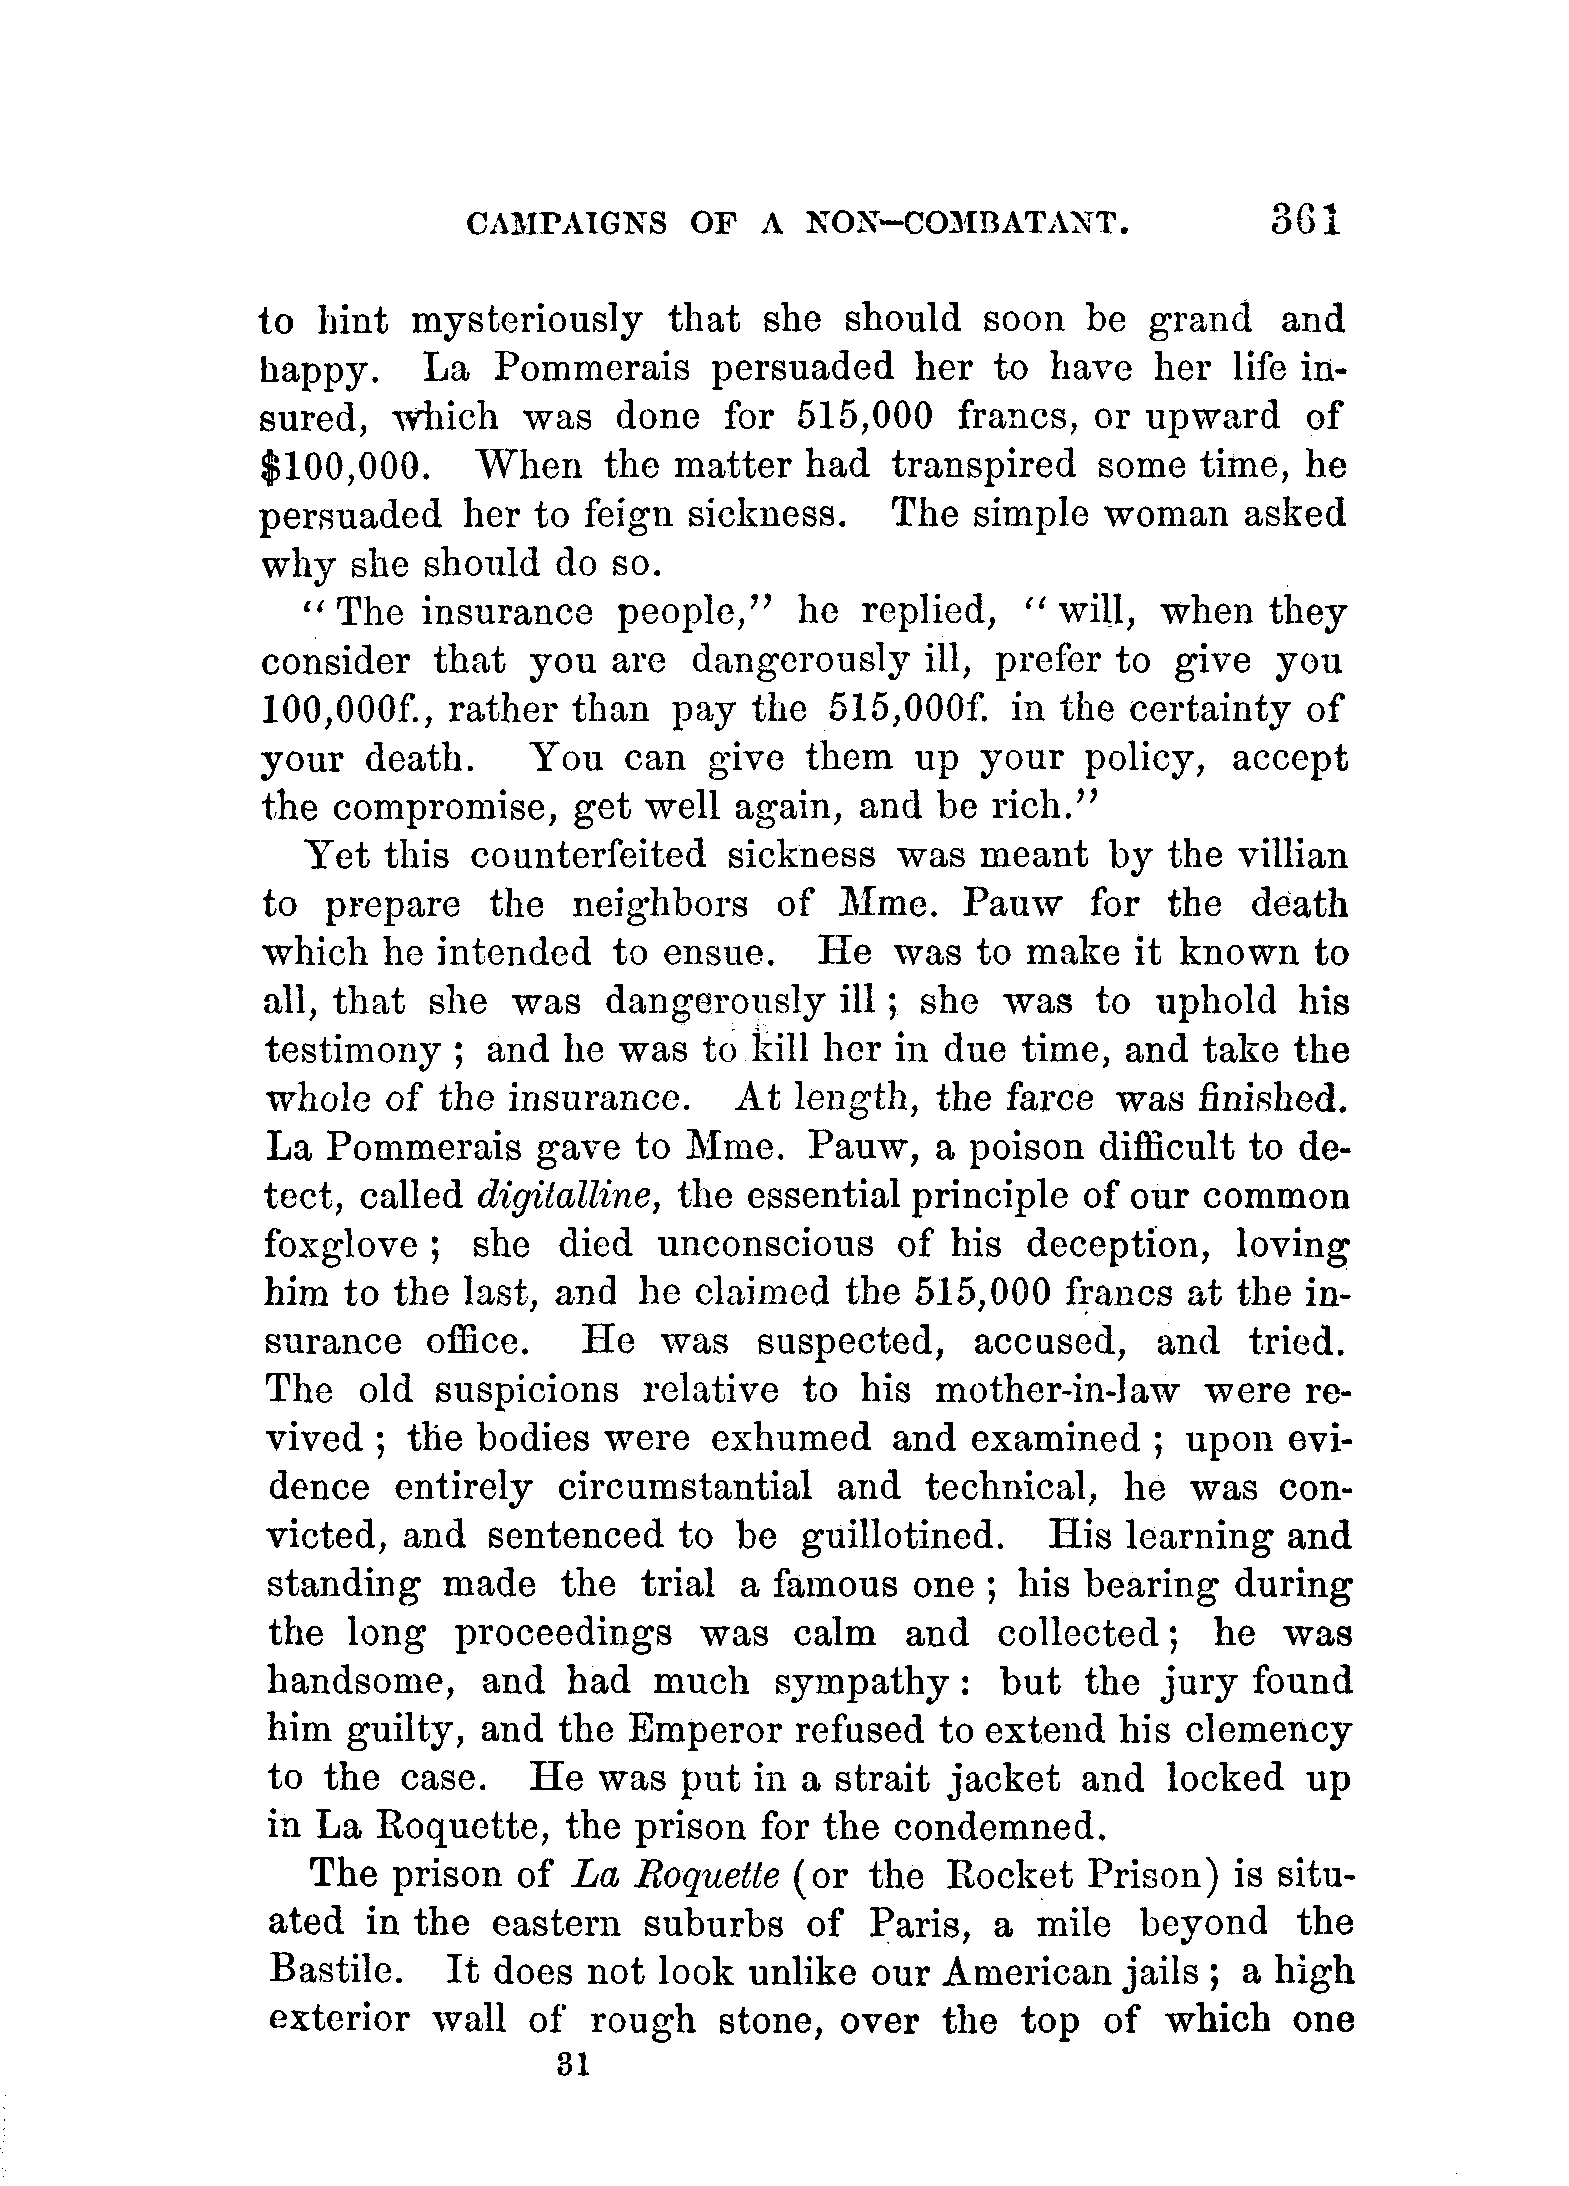 CAMPAIGNS OF A NON-COMBATANT. 361
to hint mysteriously that she should soon be grand and
happy. La Pommerais persuaded her to have her life in-
sured, which was done for 515,000 francs, or upward of
$100,000. When the matter had transpired some time, he
persuaded her to feign sickness. The simple woman asked
why she should do so.
"The insurance people," he replied, "will, when they
consider that you are dangerously ill, prefer to give you
100,000f., rather than pay the 515,000f. in the certainty of
your death. You can give them up your policy, accept
the compromise, get well again, and be rich."
Yet this counterfeited sickness was meant by the villian
to prepare the neighbors of Mme. Pauw for the death
which he intended to ensue. He was to make it known to
all, that she was dangerously ill; she was to uphold his
testimony; and he was to kill her in due time, and take the
whole of the insurance. At length, the farce was finished.
La Pommerais gave to Mme. Pauw, a poison difficult to de-
tect, called digitalline, the essential principle of our common
foxglove; she died unconscious of his deception, loving
him to the last, and he claimed the 515,000 francs at the in-
surance office. He was suspected, accused, and tried.
The old suspicions relative to his mother-in-law were re-
vived; the bodies were exhumed and examined; upon evi-
dence entirely circumstantial and technical, he was con-
victed, and sentenced to be guillotined. His learning and
standing made the trial a famous one; his bearing during
the long proceedings was calm and collected; he was
handsome, and had much sympathy: but the jury found
him guilty, and the Emperor refused to extend his clemency
to the case. He was put in a strait jacket and locked up
in La Roquette, the prison for the condemned.
The prison of La Roquette (or the Rocket Prison) is situ-
ated in the eastern suburbs of Paris, a mile beyond the
Bastile. It does not look unlike our American jails; a high
exterior wall of rough stone, over the top of which one
31